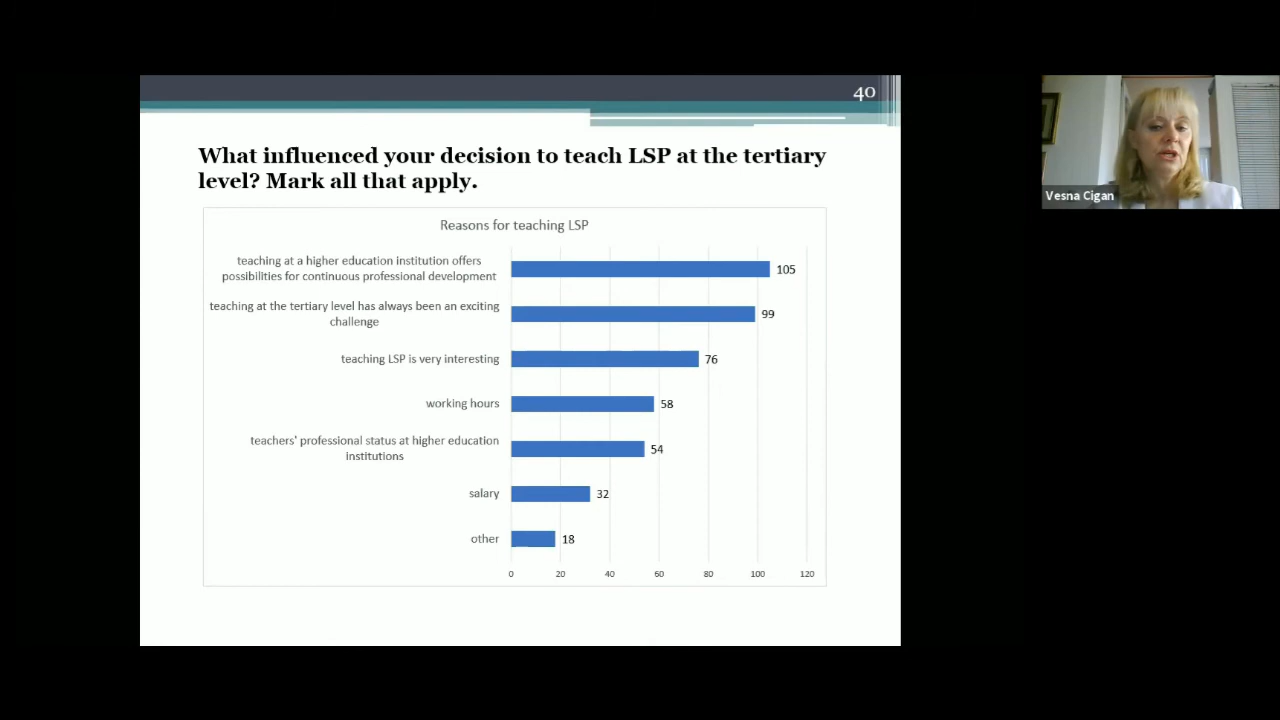 40
What influenced your decision to teach LSP at the tertiary
level? Mark all that apply.
Reasons for teaching LSP
teaching at a higher education institution offers
possibilities for continuous professional development
105
teaching at the tertiary level has always been an exciting
challenge
99
teaching LSP is very interesting
76
working hours
58
teachers' professional status at higher education
institutions
54
salary
32
other
18
0 20 40 60 80 100 120
Vesna Cigan